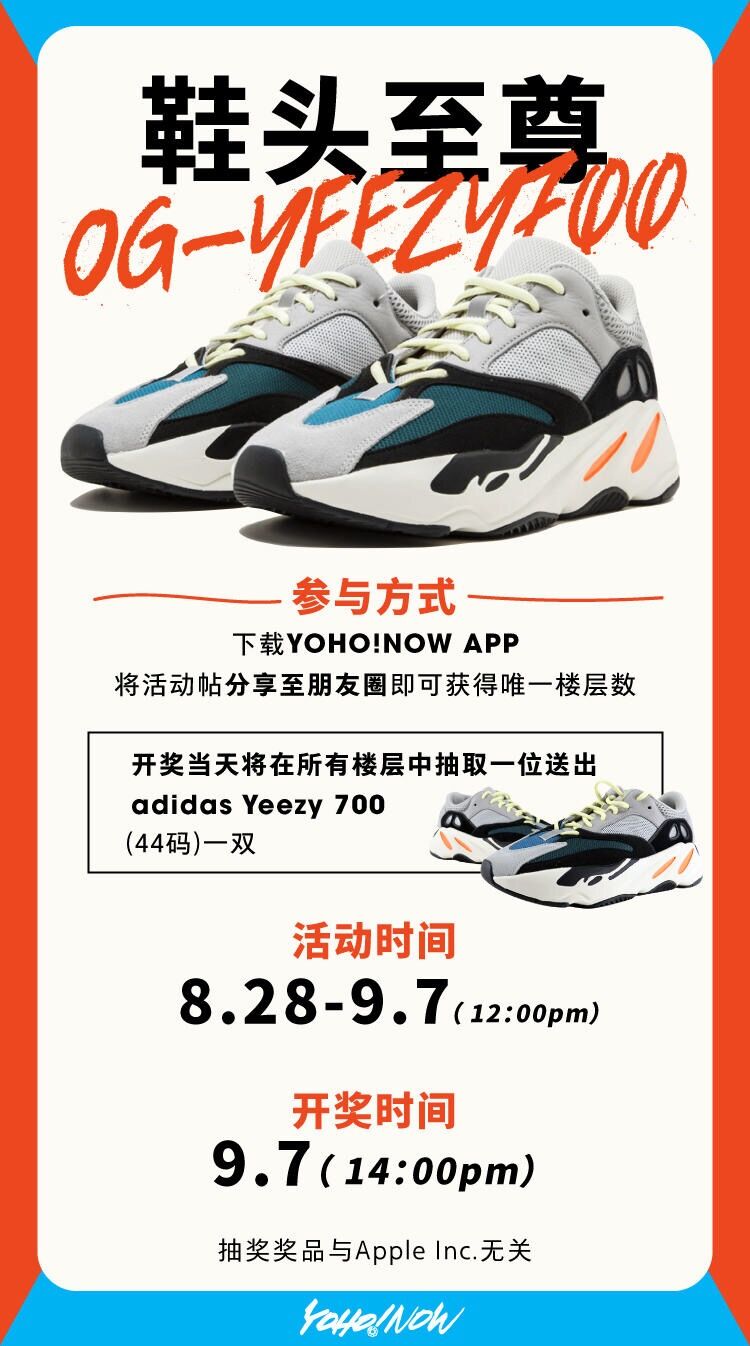 鞋头至尊
OG-YEEZY700
参与方式
下载YOHO!NOW APP
将活动帖分享至朋友圈即可获得唯一楼层数
开奖当天将在所有楼层中抽取一位送出
adidas Yeezy 700
(44码)一双
活动时间
8.28-9.7(12:00pm)
开奖时间
9.7(14:00pm)
抽奖奖品与Apple Inc.无关
YOHO!NOW